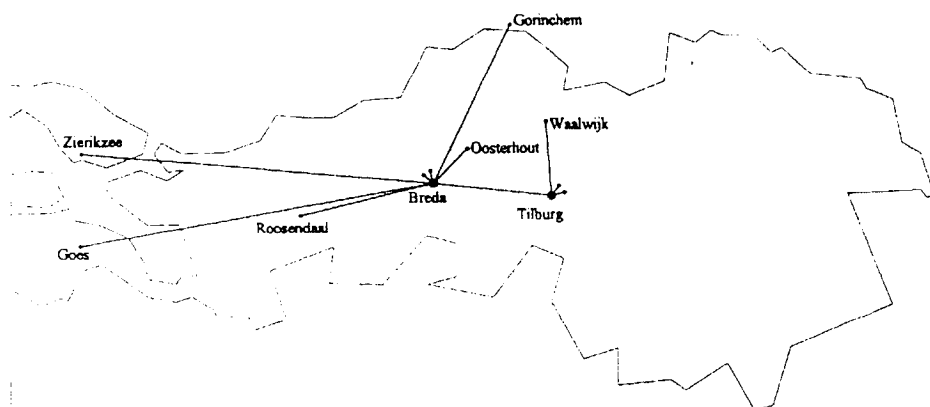 Gorinchem
Waalwijk
Zierikzee
Oosterhout
Breda
Tilburg
Roosendaal
Goes